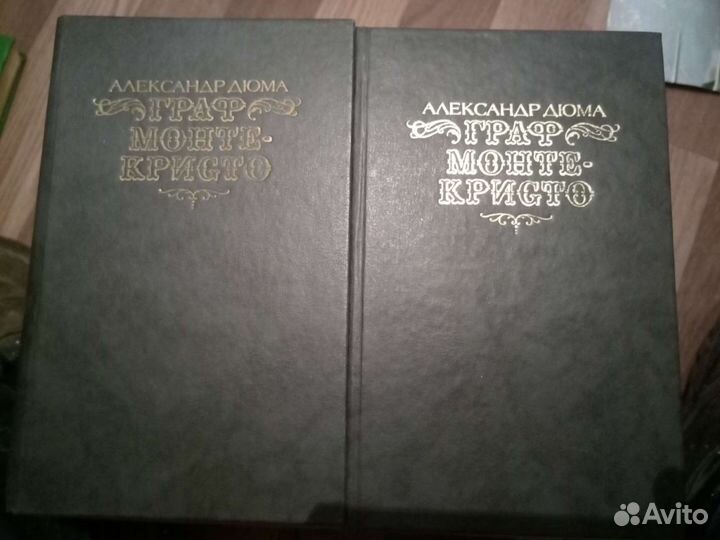 АЛЕКСАНДР ДЮМА
ГРАФ
МОНТЕ-
КРИСТО
АЛЕКСАНДР ДЮМА
ГРАФ
МОНТЕ-
КРИСТО
Avito